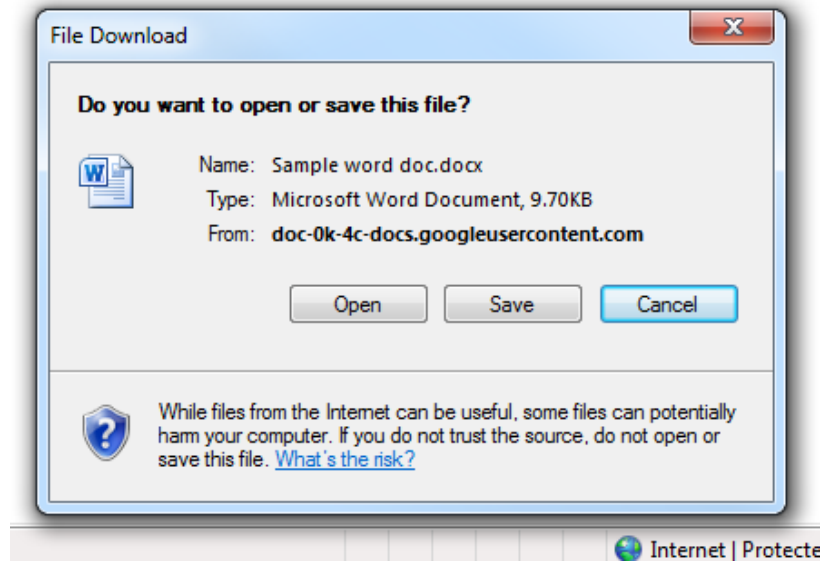 File Download
Do you want to open or save this file?
Name: Sample word doc.docx
Type: Microsoft Word Document, 9.70KB
From: doc-0k-4c-docs.googleusercontent.com
Open Save Cancel
While files from the Internet can be useful, some files can potentially
harm your computer. If you do not trust the source, do not open or
save this file. What's the risk?
Internet | Protecte